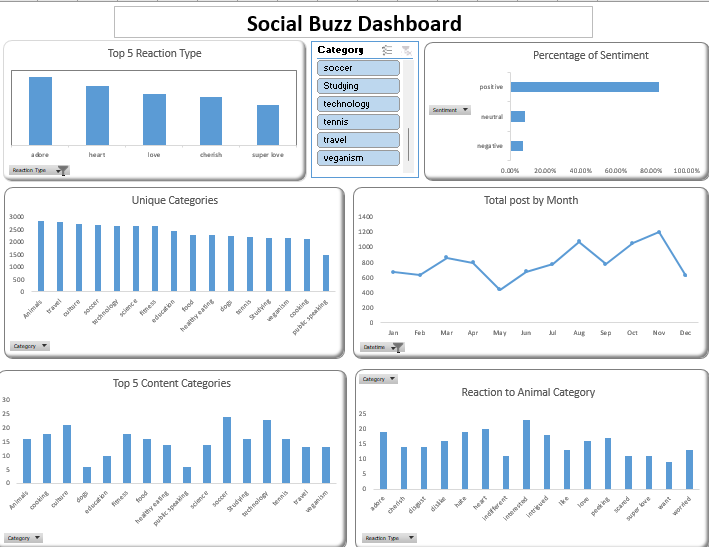 Social Buzz Dashboard
Top 5 Reaction Type
adore heart love cherish super love
Reaction Type
Category
soccer
Studying
technology
tennis
travel
veganism
Percentage of Sentiment
Sentiment
positive
neutral
negative
0.00% 20.00% 40.00% 60.00% 80.00% 100.00%
Unique Categories
3000
2500
2000
1500
1000
500
0
Animals travel culture soccer technology science fitness education food healthy eating dogs tennis Studying veganism cooking public speaking
Category
Total post by Month
1400
1200
1000
800
600
400
200
0
Jan Feb Mar Apr May Jun Jul Aug Sep Oct Nov Dec
Datetime
Top 5 Content Categories
30
25
20
15
10
5
0
Animals cooking culture dogs education fitness food healthy eating public speaking science soccer Studying technology tennis travel veganism
Category
Category
Reaction to Animal Category
25
20
15
10
5
0
adore cherish disgust dislike hate heart indifferent interested intrigued like love peeking scared super love want worried
Reaction Type